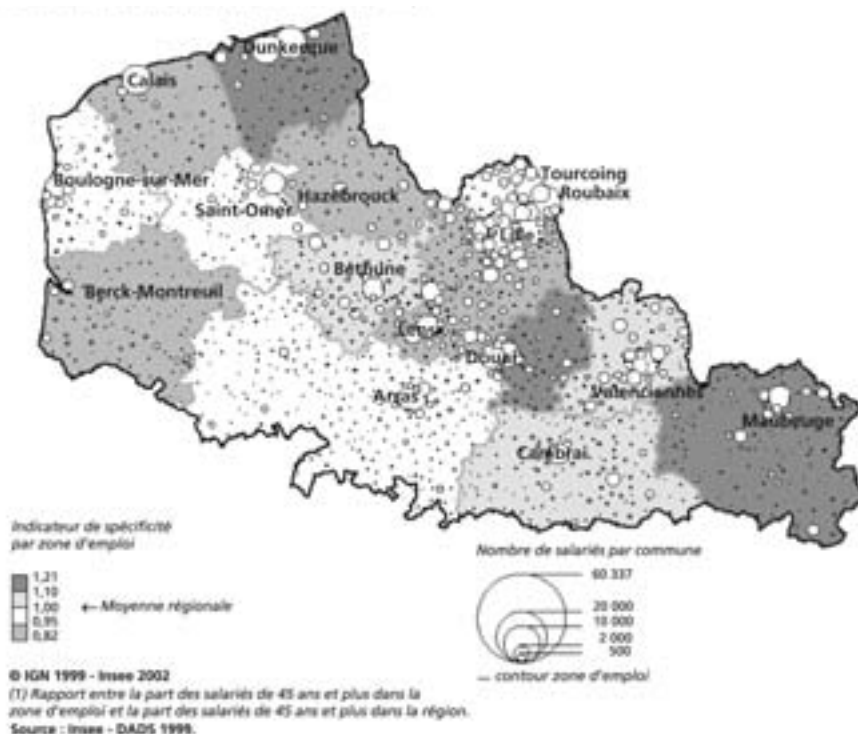 Dunkerque
Calais
Tourcoing
Boulogne-sur-Mer
Roubaix
Hazebrouck
Saint-Omer
Lille
Béthune
Berck-Montreuil
Lens
Douai
Arras
Valenciennes
Maubeuge
Cambrai
Indicateur de spécificité
par zone d'emploi
1,21
1,10
1,00
0,95
0,82
← Moyenne régionale
Nombre de salariés par commune
60 337
20 000
10 000
2 000
500
— contour zone d'emploi
© IGN 1999 - Insee 2002
(1) Rapport entre la part des salariés de 45 ans et plus dans la
zone d'emploi et la part des salariés de 45 ans et plus dans la région.
Source : Insee - DADS 1999.